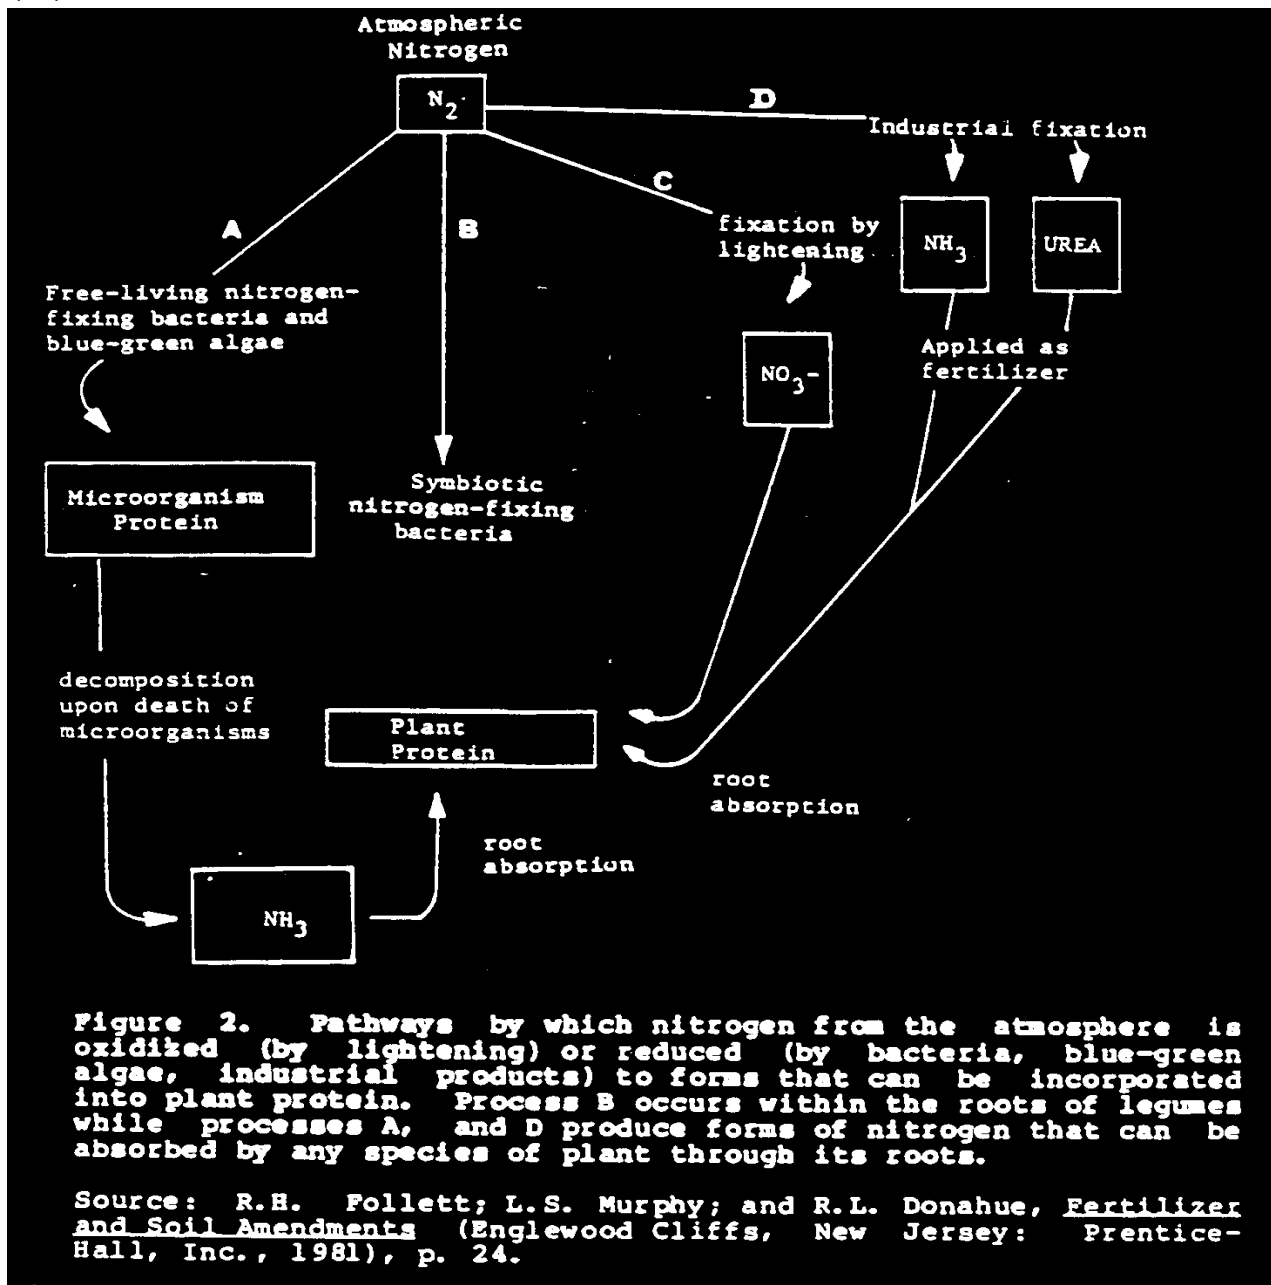 Atmospheric
Nitrogen
N2
D
Industrial fixation
A
B
C
fixation by
lightening
NH3
UREA
Free-living nitrogen-
fixing bacteria and
blue-green algae
Applied as
fertilizer
NO3-
Microorganism
Protein
Symbiotic
nitrogen-fixing
bacteria
decomposition
upon death of
microorganisms
Plant
Protein
root
absorption
root
absorption
NH3
Figure 2. Pathways by which nitrogen from the atmosphere is
oxidized (by lightening) or reduced (by bacteria, blue-green
algae, industrial products) to forms that can be incorporated
into plant protein. Process B occurs within the roots of legumes
while processes A, and D produce forms of nitrogen that can be
absorbed by any species of plant through its roots.
Source: R.H. Follett; L.S. Murphy; and R.L. Donahue, Fertilizer
and Soil Amendments (Englewood Cliffs, New Jersey: Prentice-
Hall, Inc., 1981), p. 24.